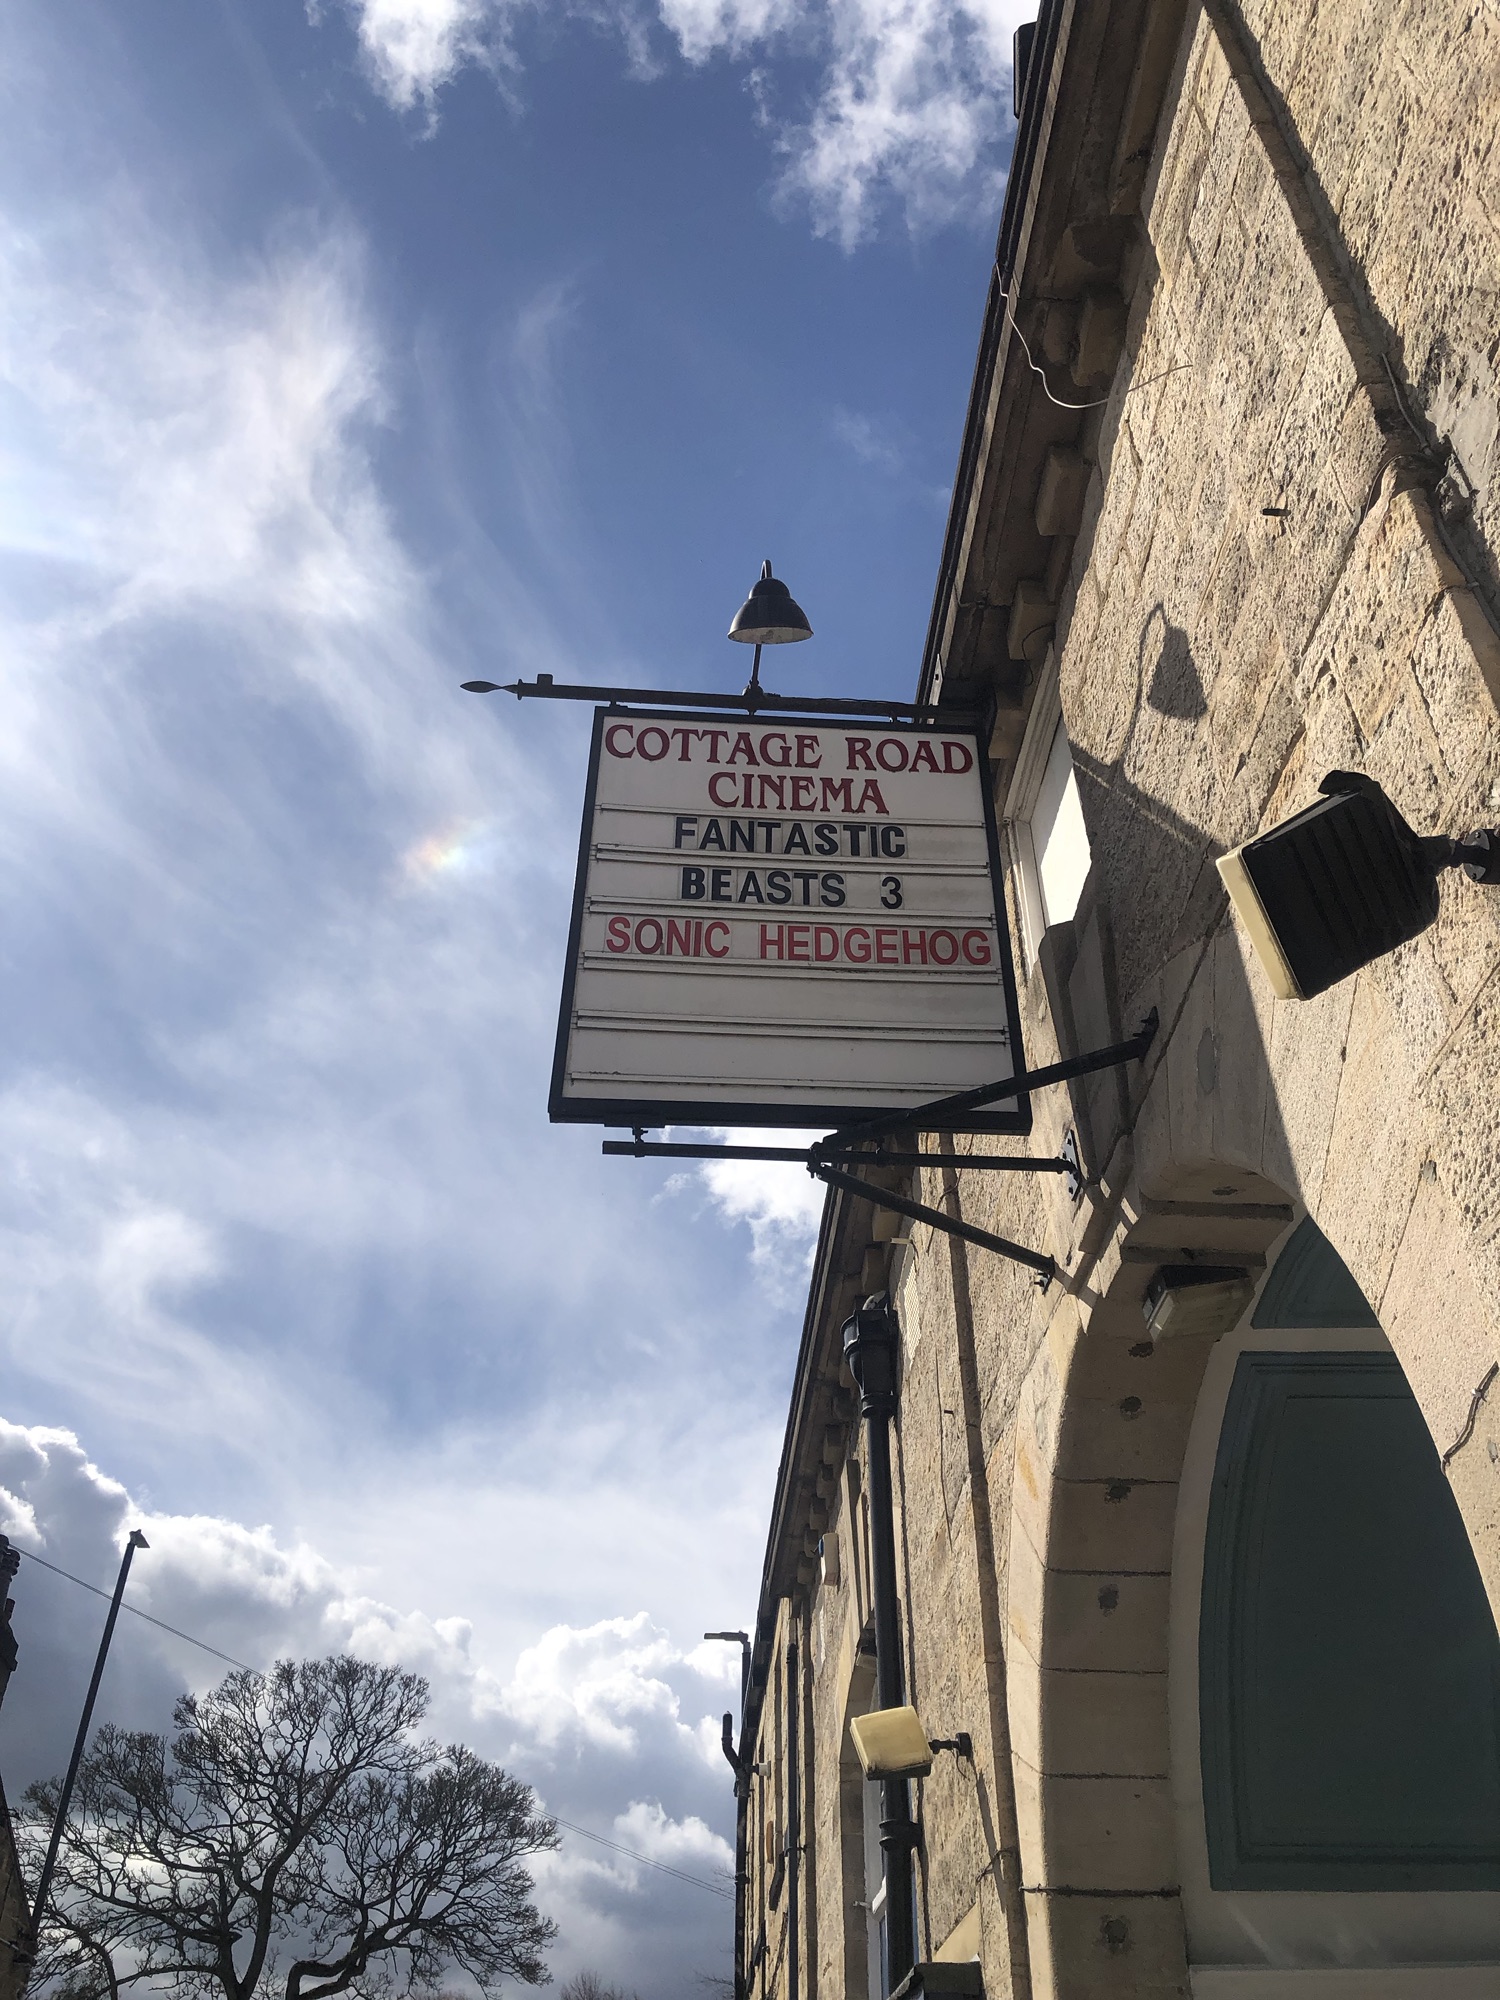 COTTAGE ROAD
CINEMA
FANTASTIC
BEASTS 3
SONIC HEDGEHOG